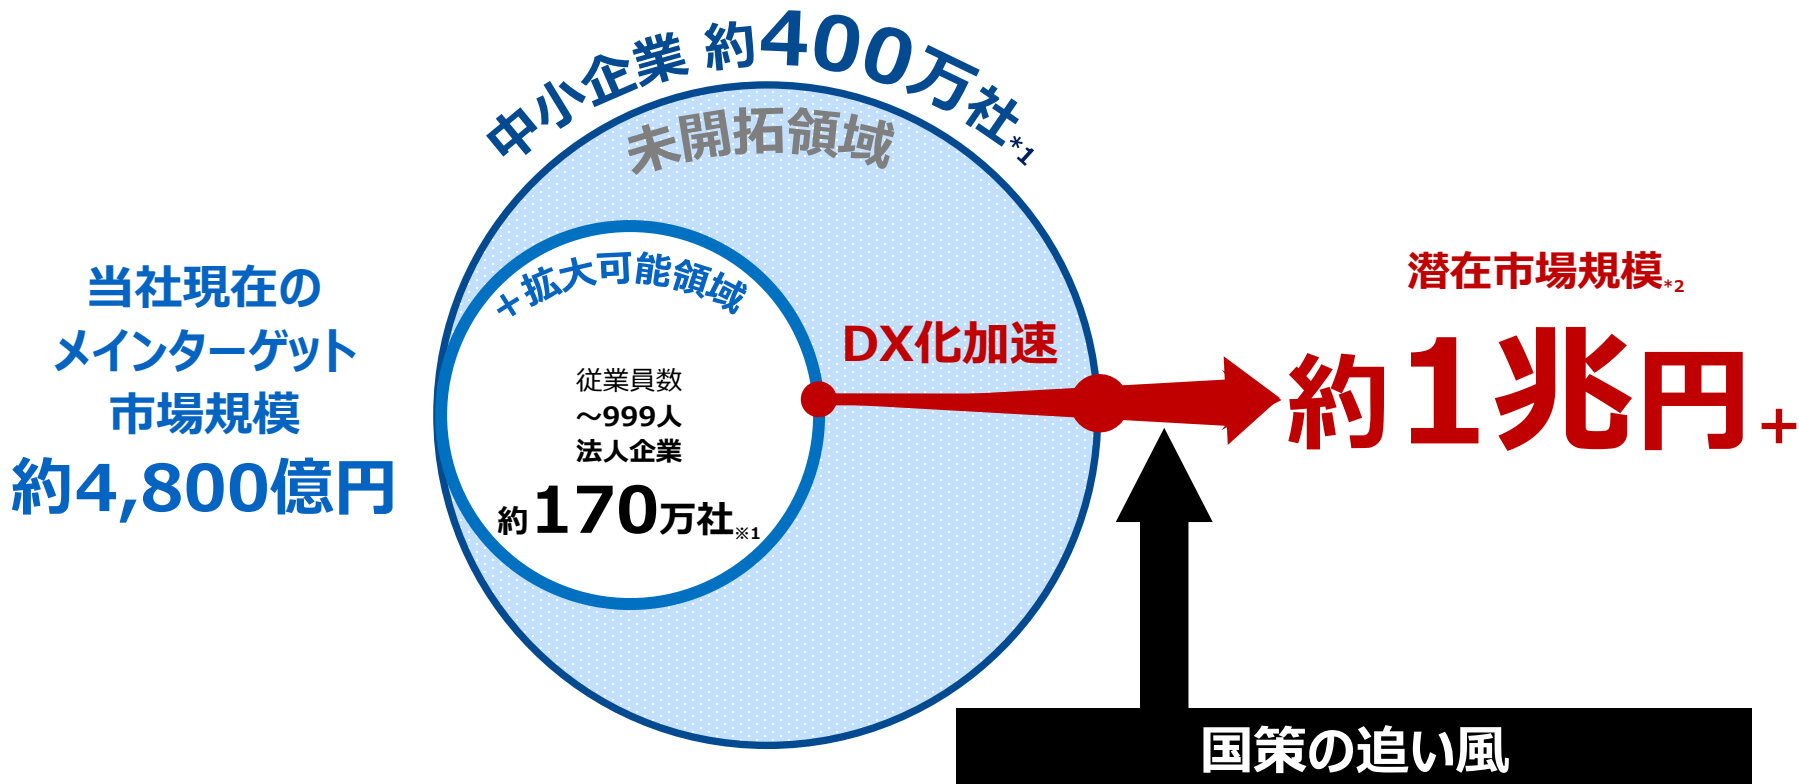 中小企業 約400万社*1
未開拓領域
当社現在の
メインターゲット
市場規模
約4,800億円
＋拡大可能領域
従業員数
～999人
法人企業
約170万社※1
DX化加速
潜在市場規模*2
約1兆円+
国策の追い風